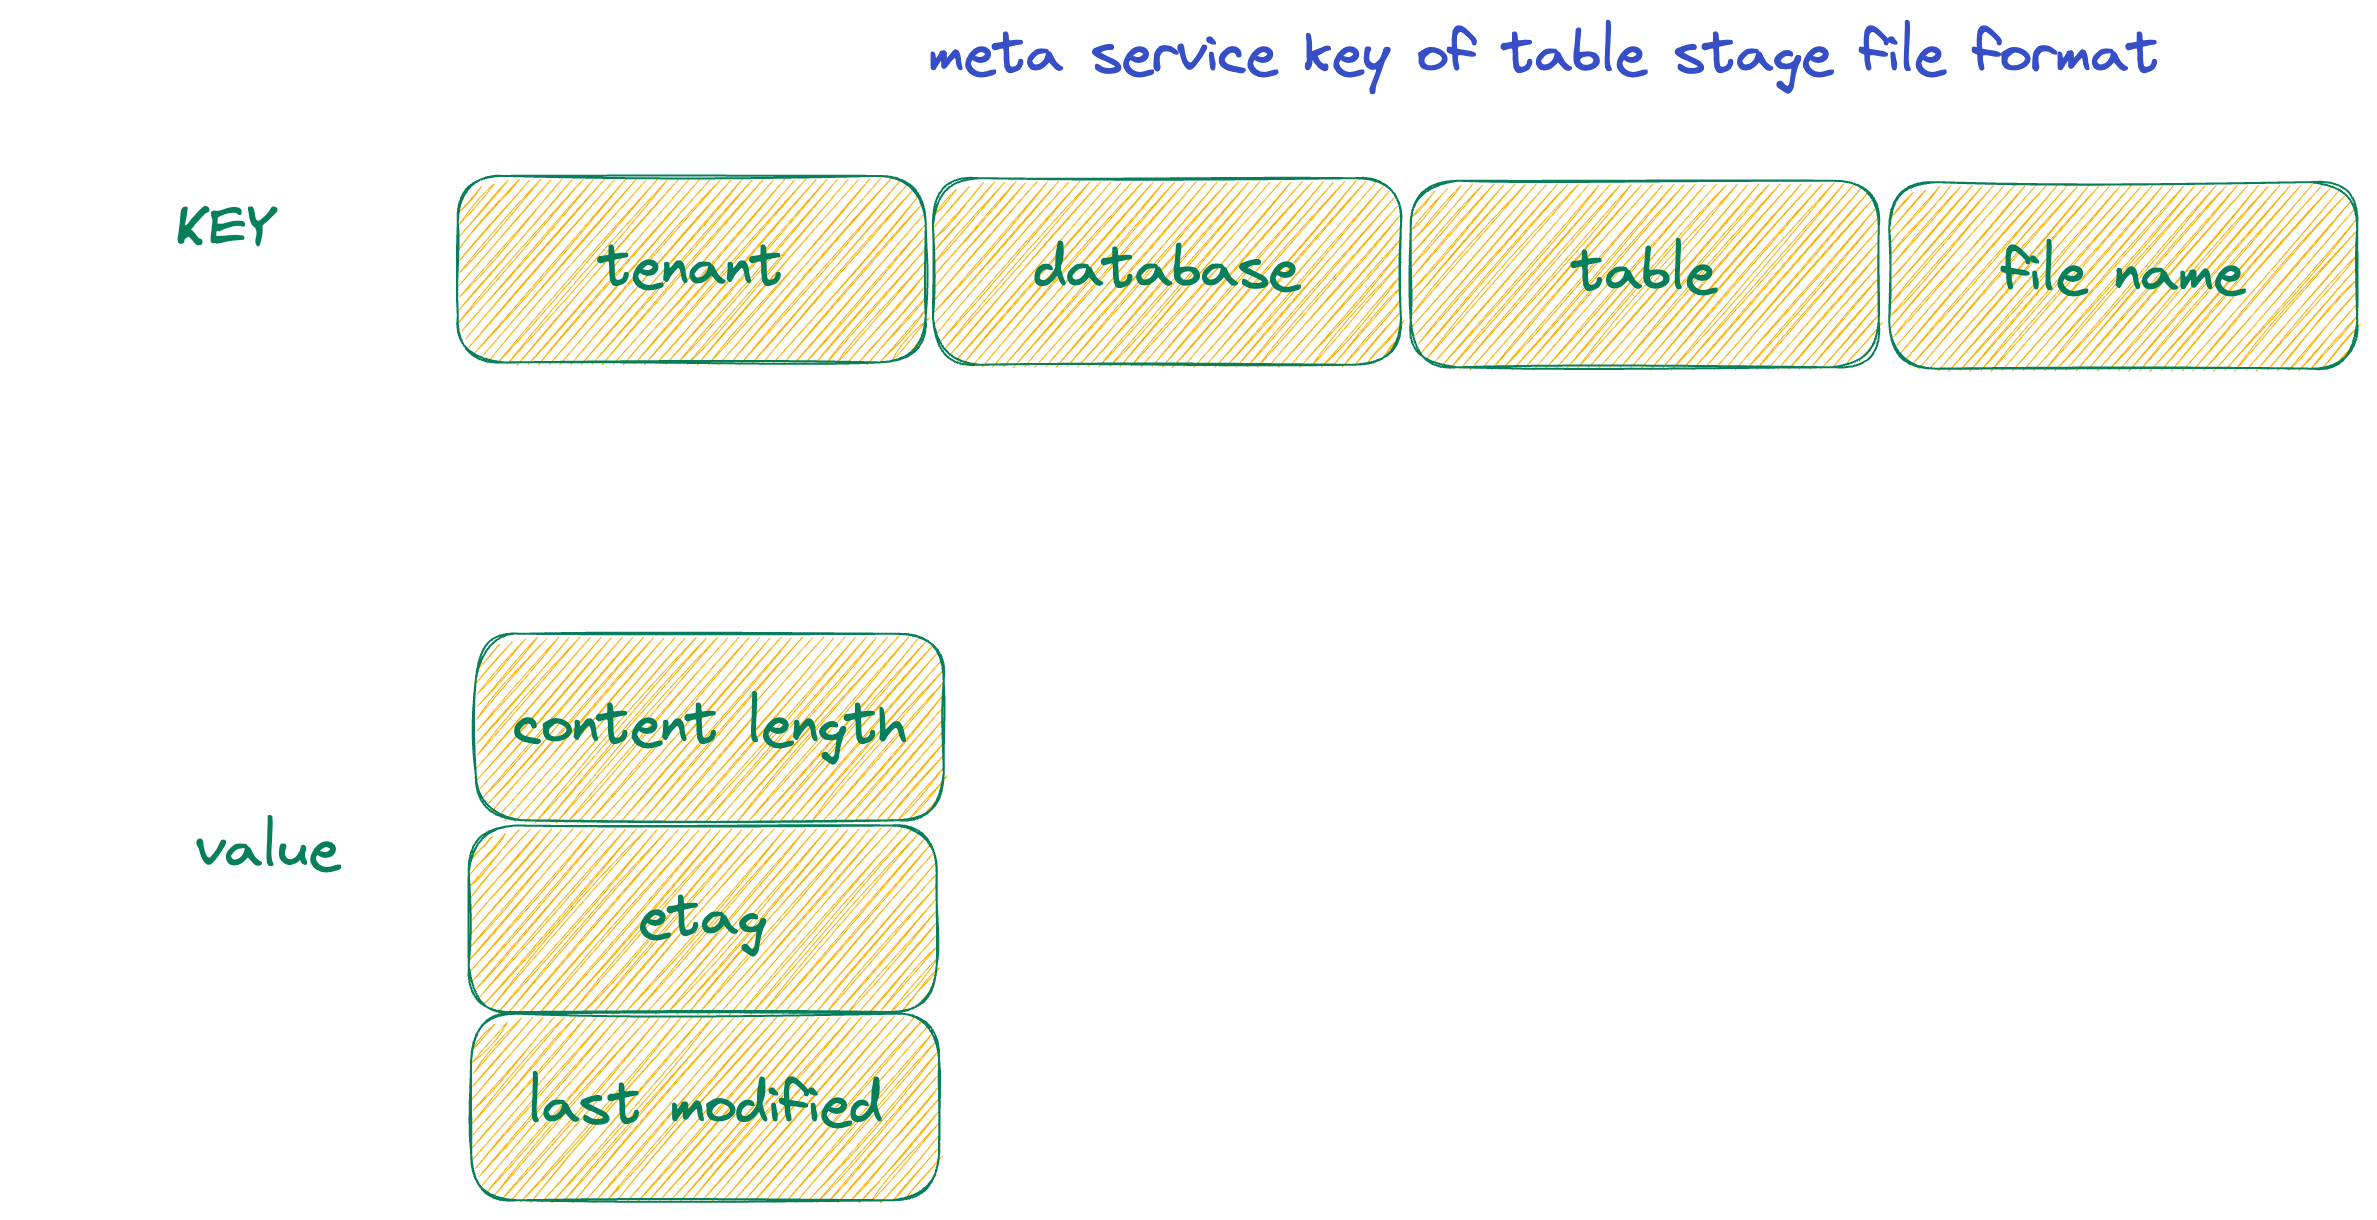 meta service key of table stage file format
KEY
tenant
database
table
file name
value
content length
etag
last modified